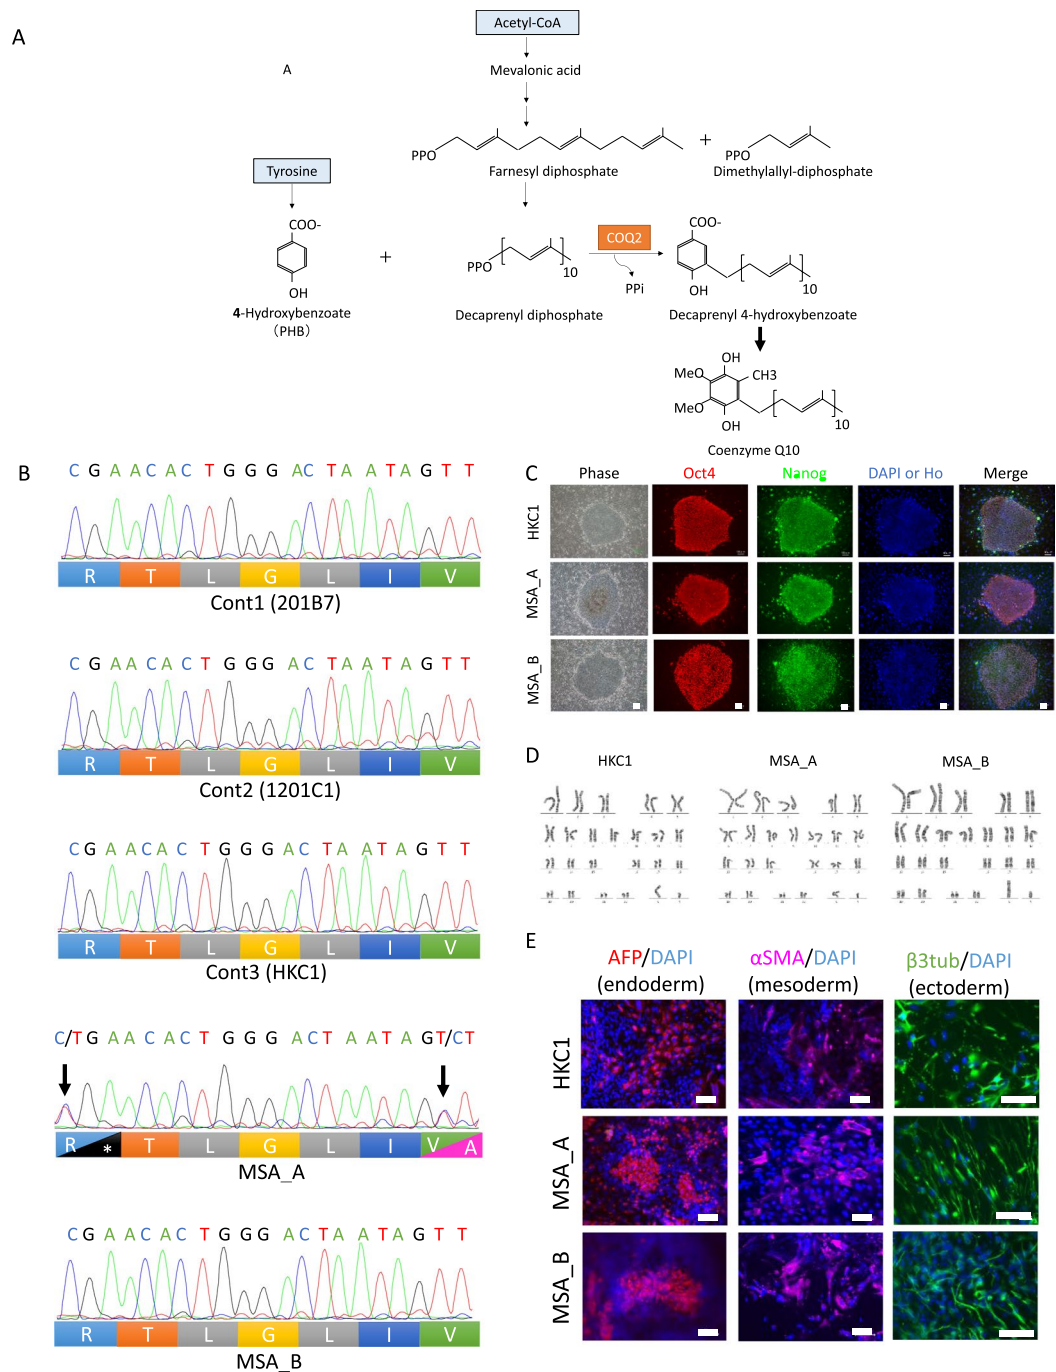 A
Acetyl-CoA
A
Mevalonic acid
PPO
+
PPO
Farnesyl diphosphate
Dimethylallyl-diphosphate
Tyrosine
COO-
OH
4-Hydroxybenzoate
(PHB)
+
PPO
10
Decaprenyl diphosphate
COQ2
PPi
COO-
OH
10
Decaprenyl 4-hydroxybenzoate
OH
MeO
CH3
MeO
OH
10
Coenzyme Q10
B
C G A A C A C T G G G A C T A A T A G T T
R T L G L I V
Cont1 (201B7)
C G A A C A C T G G G A C T A A T A G T T
R T L G L I V
Cont2 (1201C1)
C G A A C A C T G G G A C T A A T A G T T
R T L G L I V
Cont3 (HKC1)
C/T G A A C A C T G G G A C T A A T A G T/C T
R * T L G L I V A
MSA_A
C G A A C A C T G G G A C T A A T A G T T
R T L G L I V
MSA_B
C
Phase Oct4 Nanog DAPI or Ho Merge
HKC1
MSA_A
MSA_B
D
HKC1 MSA_A MSA_B
E
AFP/DAPI αSMA/DAPI β3tub/DAPI
(endoderm) (mesoderm) (ectoderm)
HKC1
MSA_A
MSA_B